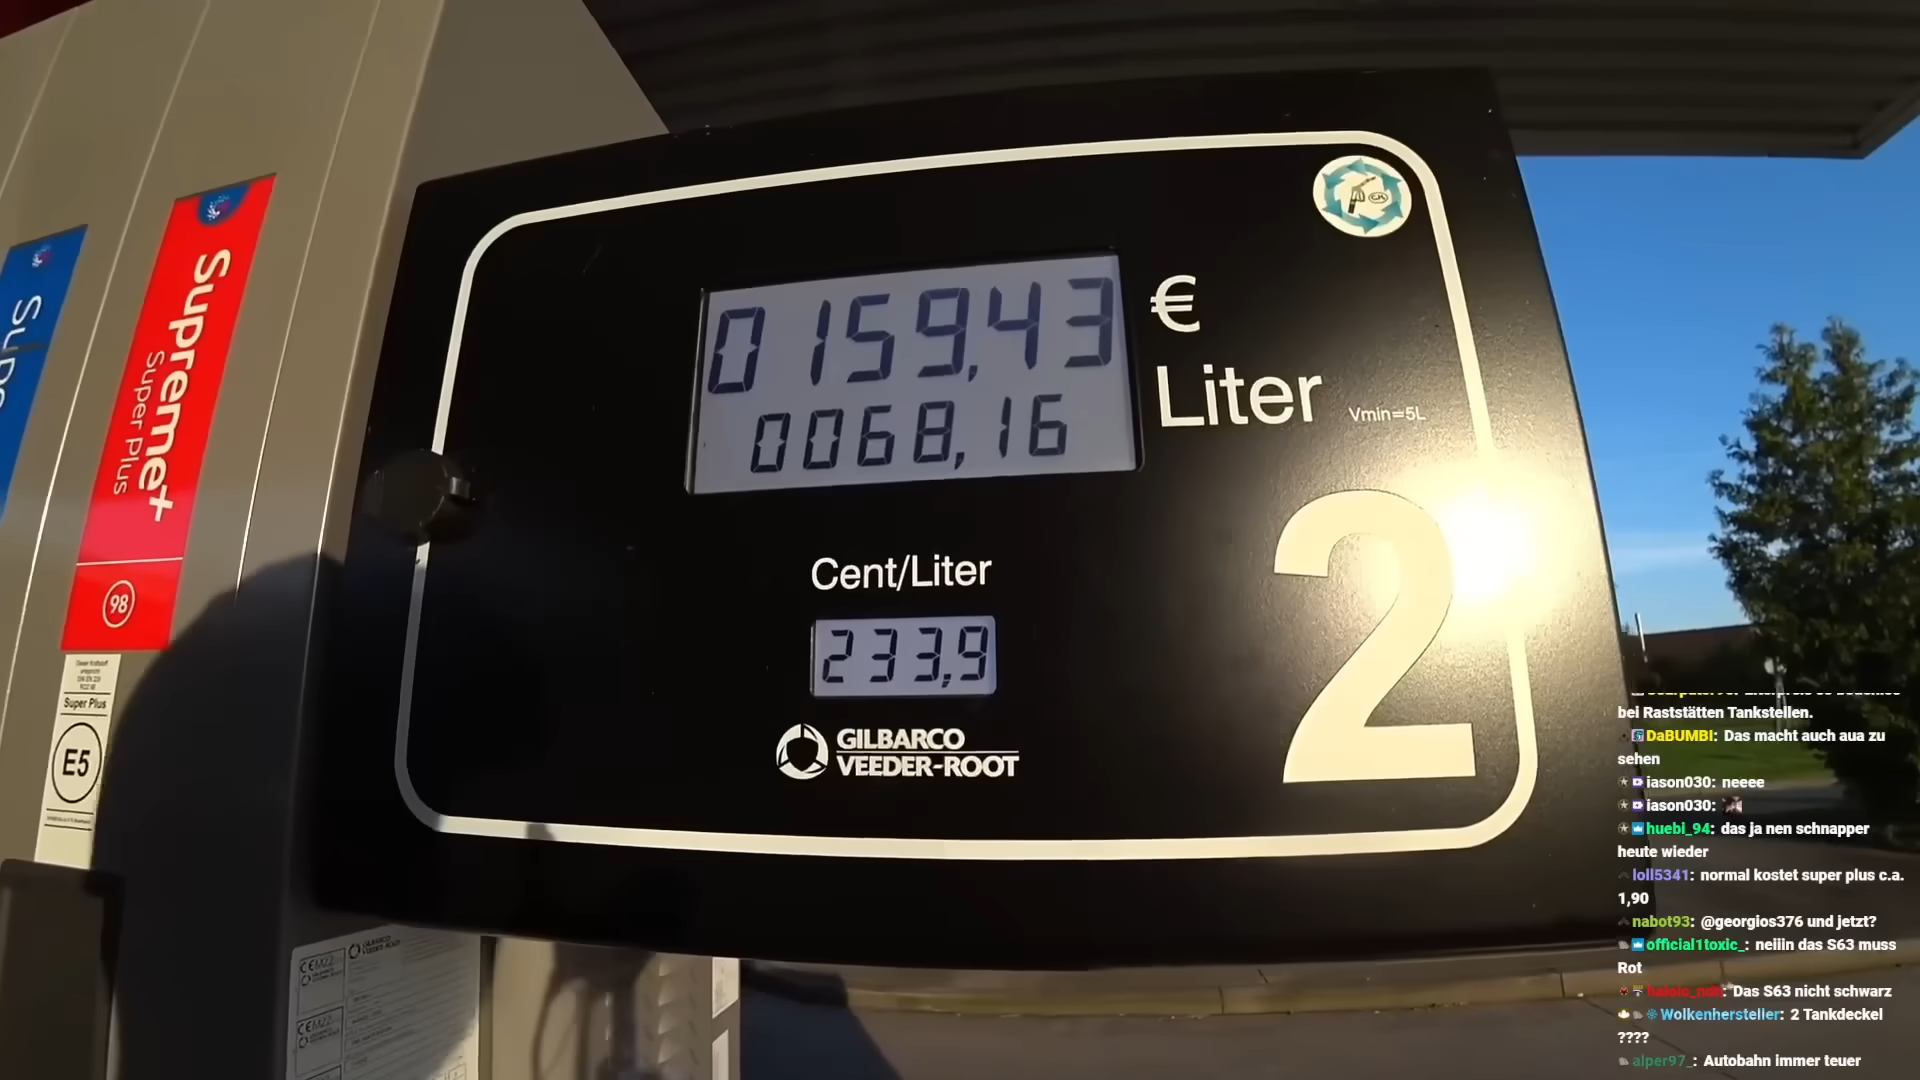 0159,43
€
0068,16
Liter
Vmin=5L
Cent/Liter
233,9
GILBARCO
VEEDER-ROOT
2
Supreme+
Super plus
98
Super Plus
E5
GILBARCO
VEEDER-ROOT
bei Raststätten Tankstellen.
DaBUMBI: Das macht auch aua zu
sehen
iason030: neeee
iason030:
huebi_94: das ja nen schnapper
heute wieder
loll5341: normal kostet super plus c.a.
1,90
nabot93: @georgios376 und jetzt?
official1toxic_: neiiin das S63 muss
Rot
Das S63 nicht schwarz
Wolkenhersteller: 2 Tankdeckel
????
alper97_: Autobahn immer teuer